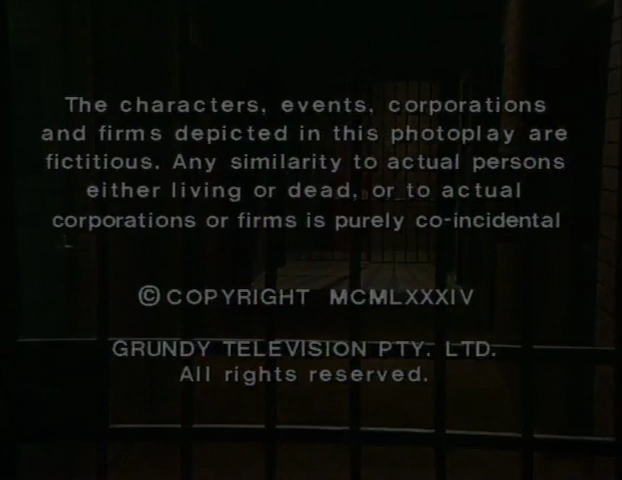 The characters, events, corporations
and firms depicted in this photoplay are
fictitious. Any similarity to actual persons
either living or dead, or to actual
corporations or firms is purely co-incidental
© COPYRIGHT MCMLXXXIV
GRUNDY TELEVISION PTY. LTD.
All rights reserved.